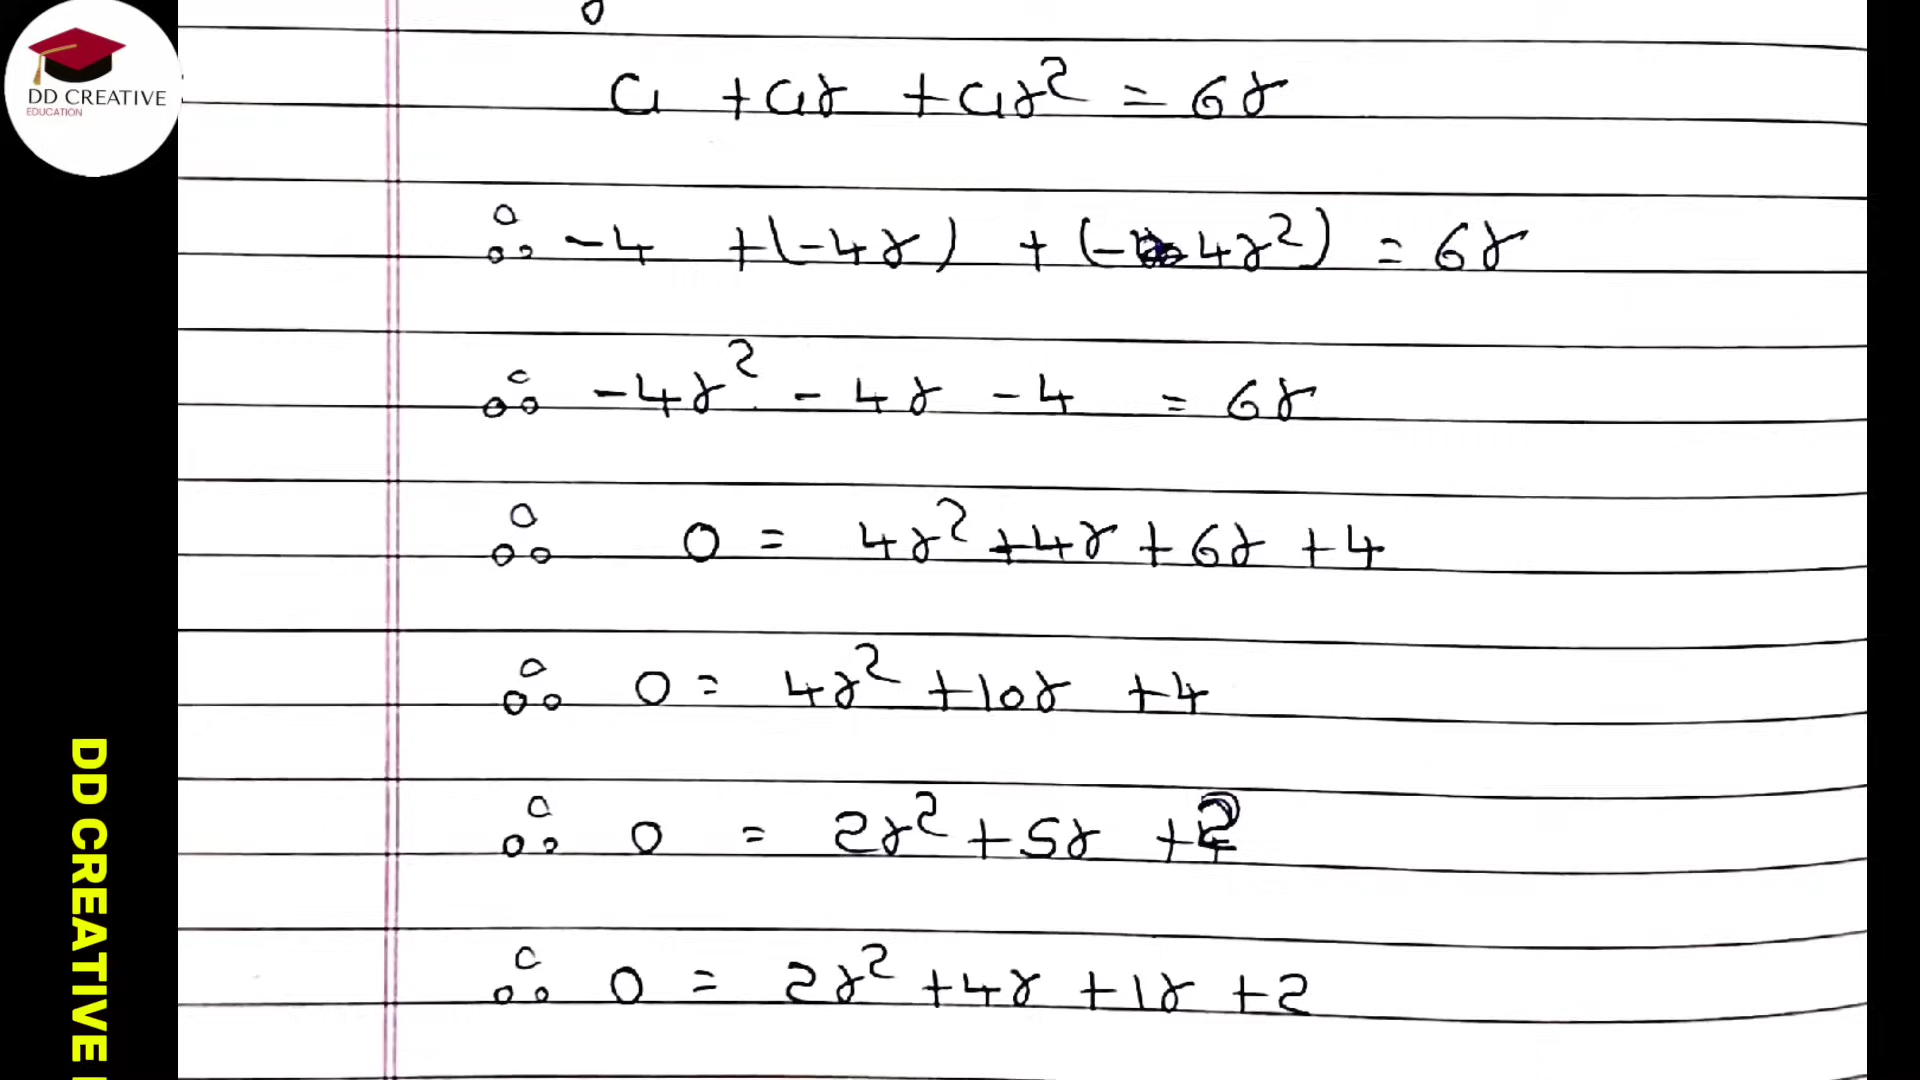 DD CREATIVE
EDUCATION
a + ar + ar² = 6r
∴ -4 + (-4r) + (-4r²) = 6r
∴ -4r² - 4r - 4 = 6r
∴ 0 = 4r² + 4r + 6r + 4
∴ 0 = 4r² + 10r + 4
∴ 0 = 2r² + 5r + 2
∴ 0 = 2r² + 4r + 1r + 2
DD CREATIVE